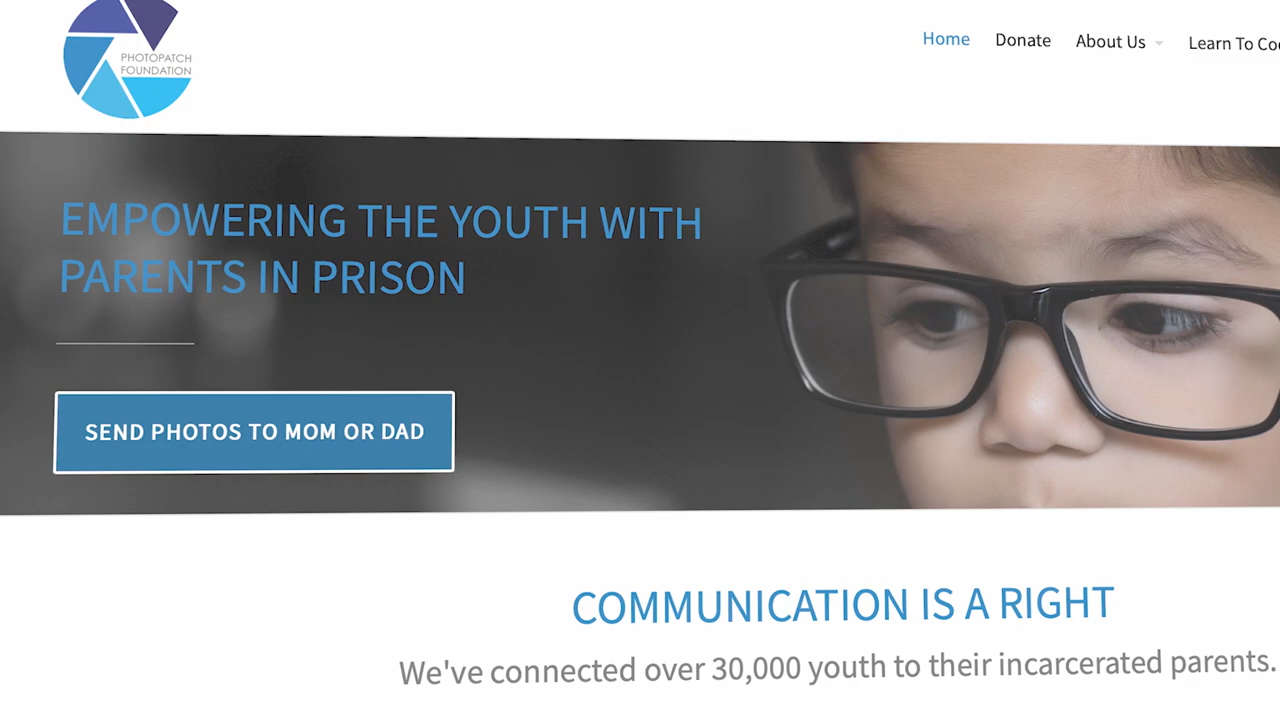 PHOTOPATCH
FOUNDATION
Home Donate About Us Learn To Co
EMPOWERING THE YOUTH WITH
PARENTS IN PRISON
SEND PHOTOS TO MOM OR DAD
COMMUNICATION IS A RIGHT
We've connected over 30,000 youth to their incarcerated parents.